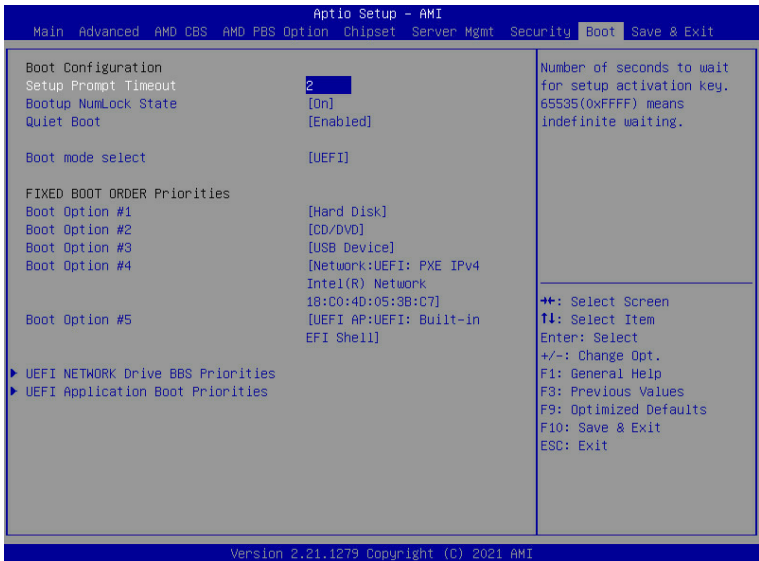 Aptio Setup - AMI
Main Advanced AMD CBS AMD PBS Option Chipset Server Mgmt Security Boot Save & Exit
Boot Configuration
Setup Prompt Timeout 2
Bootup NumLock State [On]
Quiet Boot [Enabled]
Boot mode select [UEFI]
FIXED BOOT ORDER Priorities
Boot Option #1 [Hard Disk]
Boot Option #2 [CD/DVD]
Boot Option #3 [USB Device]
Boot Option #4 [Network:UEFI: PXE IPv4
Intel(R) Network
18:C0:4D:05:3B:C7]
Boot Option #5 [UEFI AP:UEFI: Built-in
EFI Shell]
UEFI NETWORK Drive BBS Priorities
UEFI Application Boot Priorities
Number of seconds to wait
for setup activation key.
65535(0xFFFF) means
indefinite waiting.
→←: Select Screen
↑↓: Select Item
Enter: Select
+/-: Change Opt.
F1: General Help
F3: Previous Values
F9: Optimized Defaults
F10: Save & Exit
ESC: Exit
Version 2.21.1279 Copyright (C) 2021 AMI